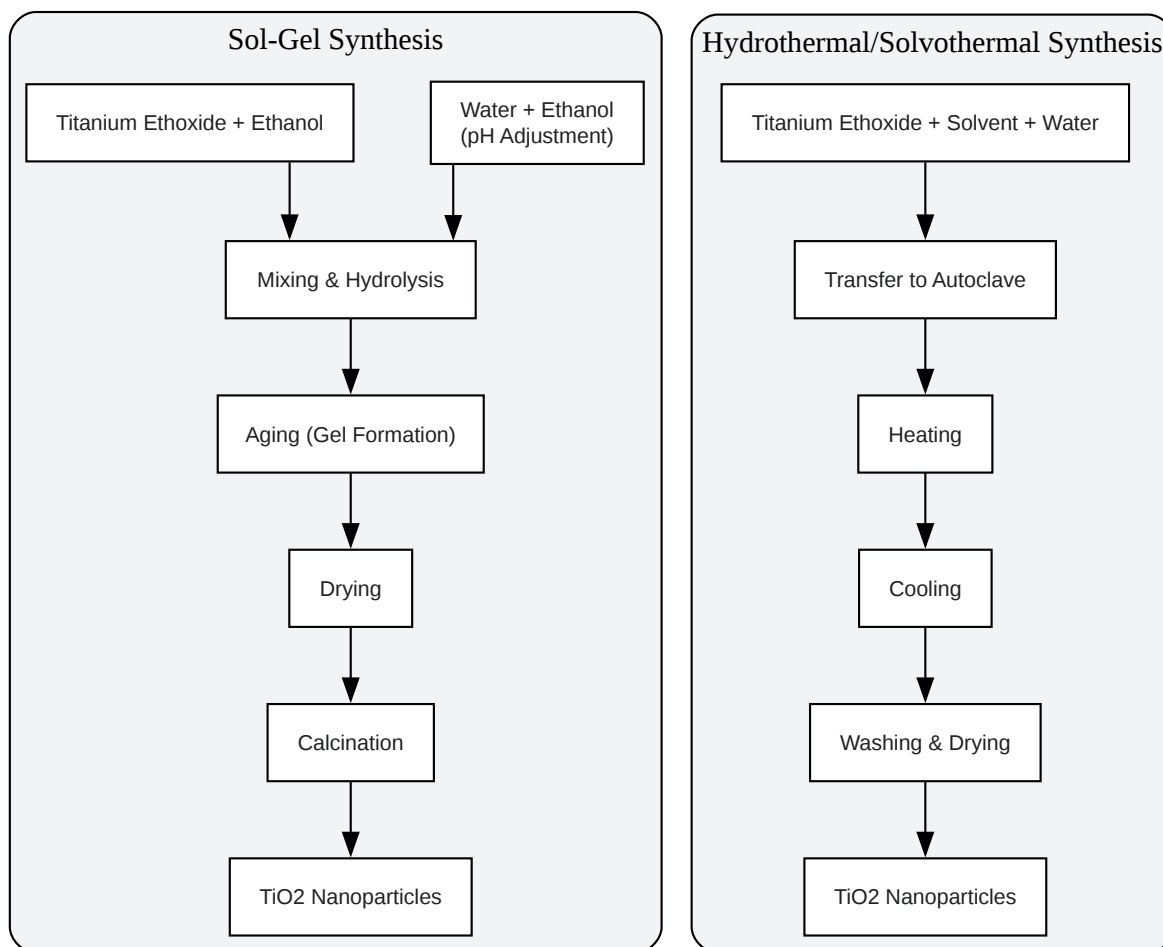 Sol-Gel Synthesis
Titanium Ethoxide + Ethanol
Water + Ethanol
(pH Adjustment)
Mixing & Hydrolysis
Aging (Gel Formation)
Drying
Calcination
TiO2 Nanoparticles
Hydrothermal/Solvothermal Synthesis
Titanium Ethoxide + Solvent + Water
Transfer to Autoclave
Heating
Cooling
Washing & Drying
TiO2 Nanoparticles